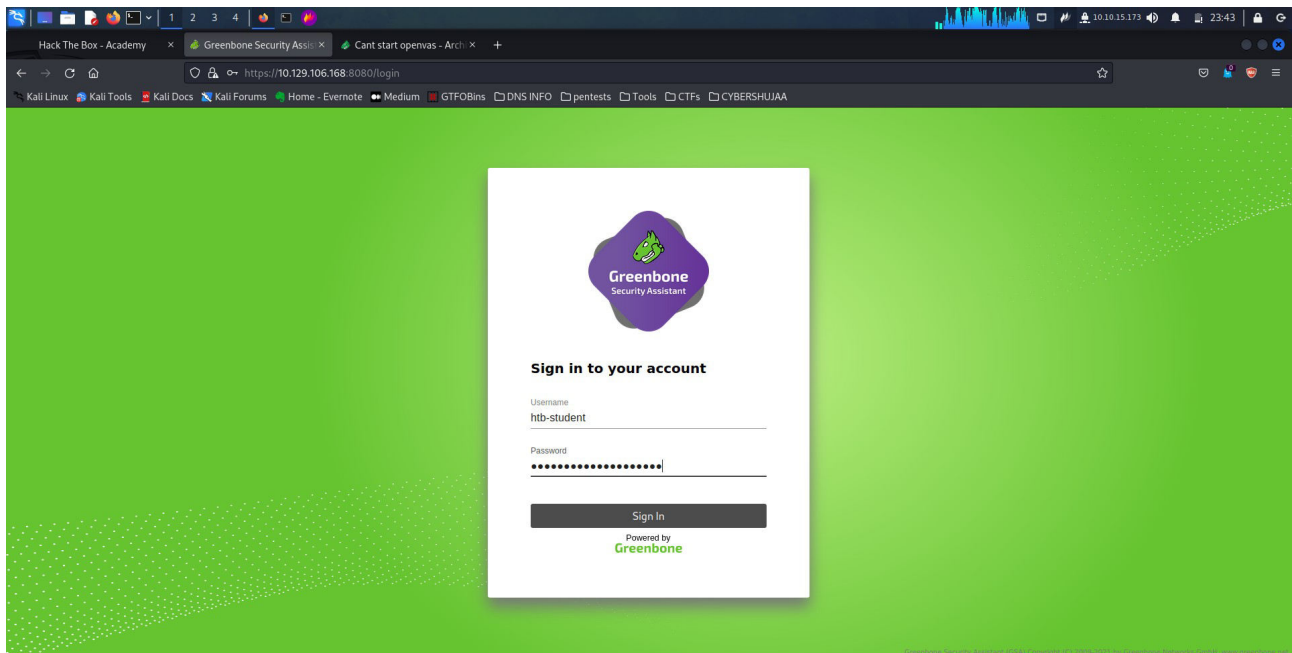 1 2 3 4 10.10.15.173 23:43
Hack The Box - Academy Greenbone Security Assis Cant start openvas - Arch
https://10.129.106.168:8080/login
Kali Linux Kali Tools Kali Docs Kali Forums Home - Evernote Medium GTFOBins DNS INFO pentests Tools CTFs CYBERSHUJAA
Greenbone
Security Assistant
Sign in to your account
Username
htb-student
Password
Sign In
Powered by
Greenbone